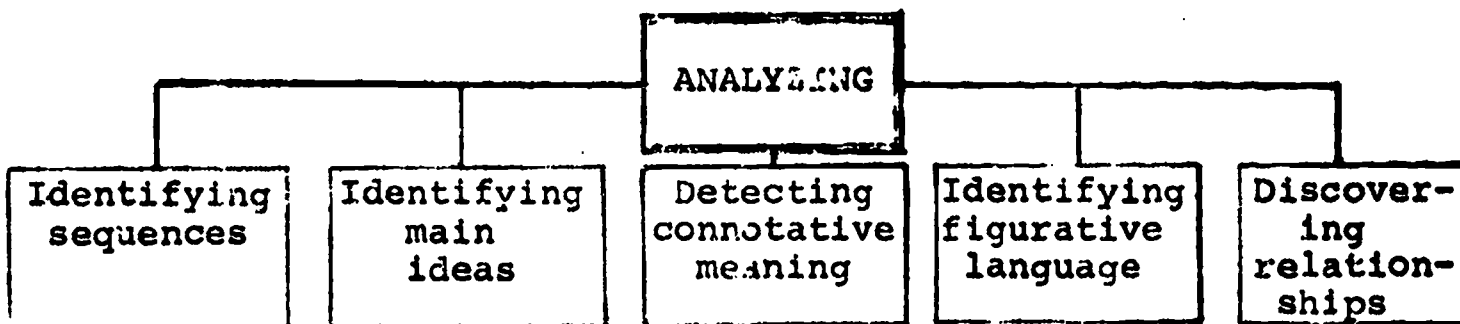 ANALYZING
Identifying
sequences
Identifying
main
ideas
Detecting
connotative
meaning
Identifying
figurative
language
Discover-
ing
relation-
ships